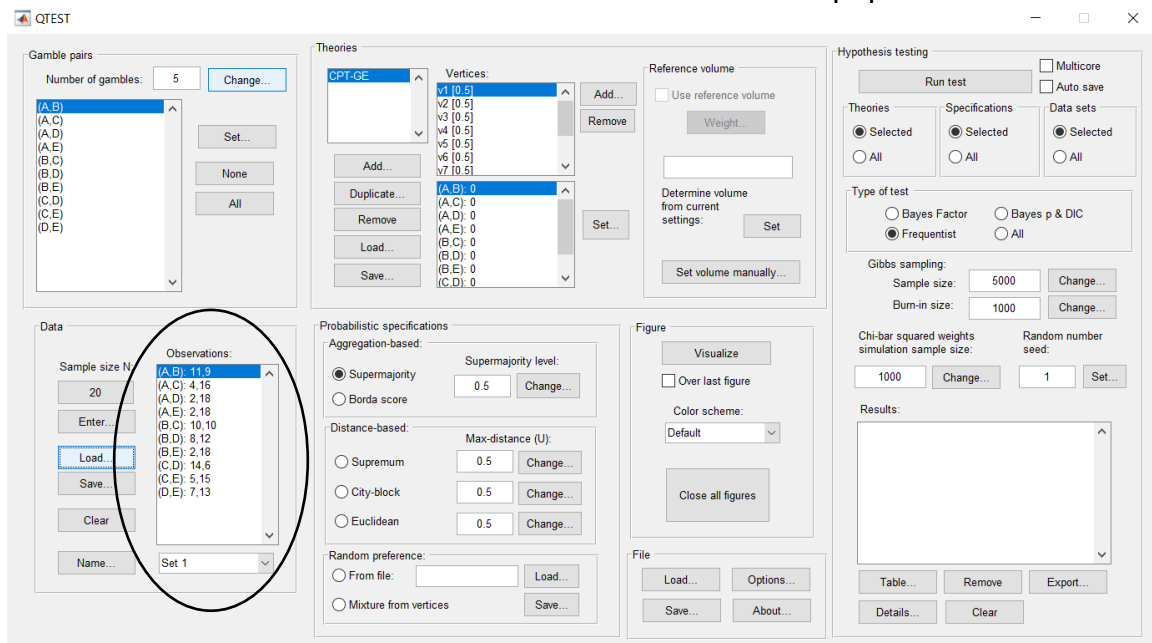 QTEST
Gamble pairs
Number of gambles: 5 Change...
(A,B)
(A,C)
(A,D)
(A,E)
(B,C)
(B,D)
(B,E)
(C,D)
(C,E)
(D,E)
Set...
None
All
Theories
CPT-GE
Add...
Duplicate...
Remove
Load...
Save...
Vertices:
v1 [0.5]
v2 [0.5]
v3 [0.5]
v4 [0.5]
v5 [0.5]
v6 [0.5]
v7 [0.5]
Add...
Remove
(A,B): 0
(A,C): 0
(A,D): 0
(A,E): 0
(B,C): 0
(B,D): 0
(B,E): 0
(C,D): 0
Set...
Reference volume
Use reference volume
Weight...
Determine volume
from current
settings: Set
Set volume manually...
Hypothesis testing
Run test
Multicore
Auto save
Theories
Selected
All
Specifications
Selected
All
Data sets
Selected
All
Type of test
Bayes Factor Bayes p & DIC
Frequentist All
Gibbs sampling:
Sample size: 5000 Change...
Burn-in size: 1000 Change...
Chi-bar squared weights
simulation sample size:
1000 Change...
Random number
seed:
1 Set...
Results:
Table... Remove Export...
Details... Clear
Data
Sample size N:
20
Enter...
Load...
Save...
Clear
Name...
Observations:
(A,B): 11,9
(A,C): 4,16
(A,D): 2,18
(A,E): 2,18
(B,C): 10,10
(B,D): 8,12
(B,E): 2,18
(C,D): 14,6
(C,E): 5,15
(D,E): 7,13
Set 1
Probabilistic specifications
Aggregation-based:
Supermajority level:
Supermajority 0.5 Change...
Borda score
Distance-based:
Max-distance (U):
Supremum 0.5 Change...
City-block 0.5 Change...
Euclidean 0.5 Change...
Random preference:
From file: Load...
Mixture from vertices Save...
Figure
Visualize
Over last figure
Color scheme:
Default
Close all figures
File
Load... Options...
Save... About...